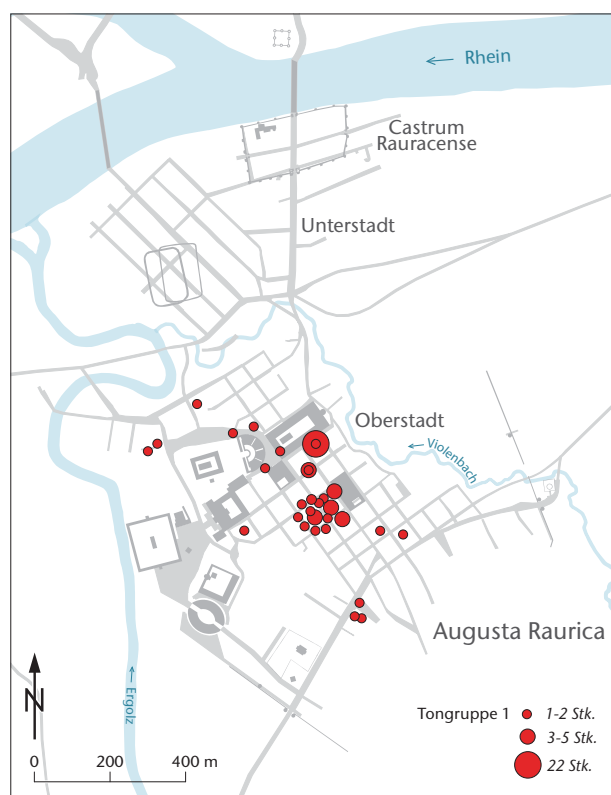 Rhein
Castrum
Rauracense
Unterstadt
Oberstadt
Violenbach
Augusta Raurica
Ergolz
N
0 200 400 m
Tongruppe 1 1-2 Stk.
3-5 Stk.
22 Stk.